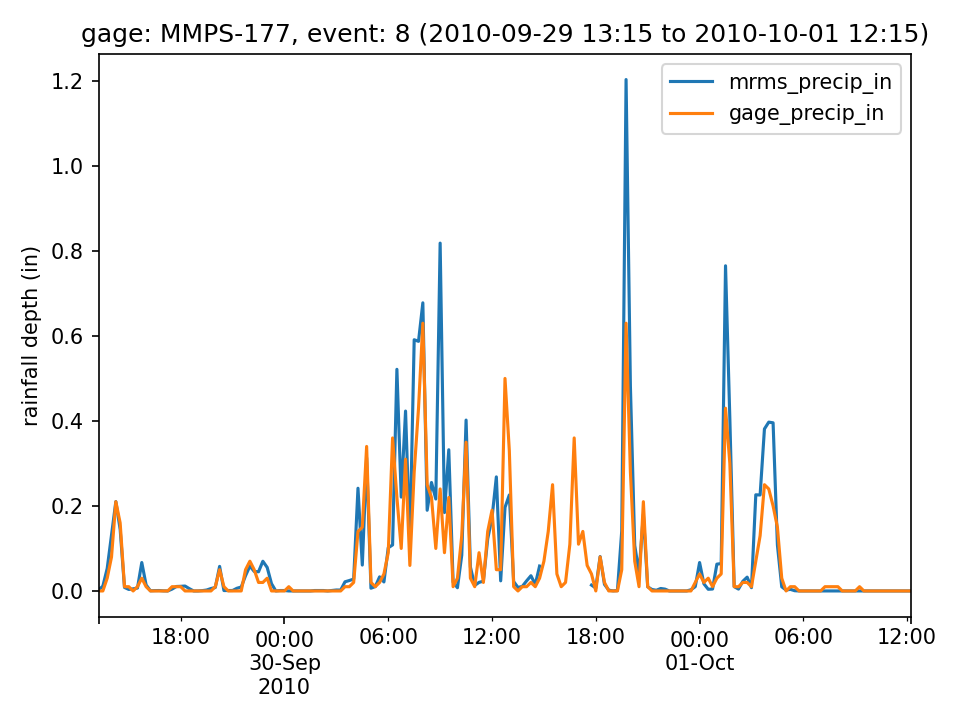 gage: MMPS-177, event: 8 (2010-09-29 13:15 to 2010-10-01 12:15)
mrms_precip_in
gage_precip_in
rainfall depth (in)
1.2
1.0
0.8
0.6
0.4
0.2
0.0
18:00
00:00
30-Sep
2010
06:00
12:00
18:00
00:00
01-Oct
06:00
12:00